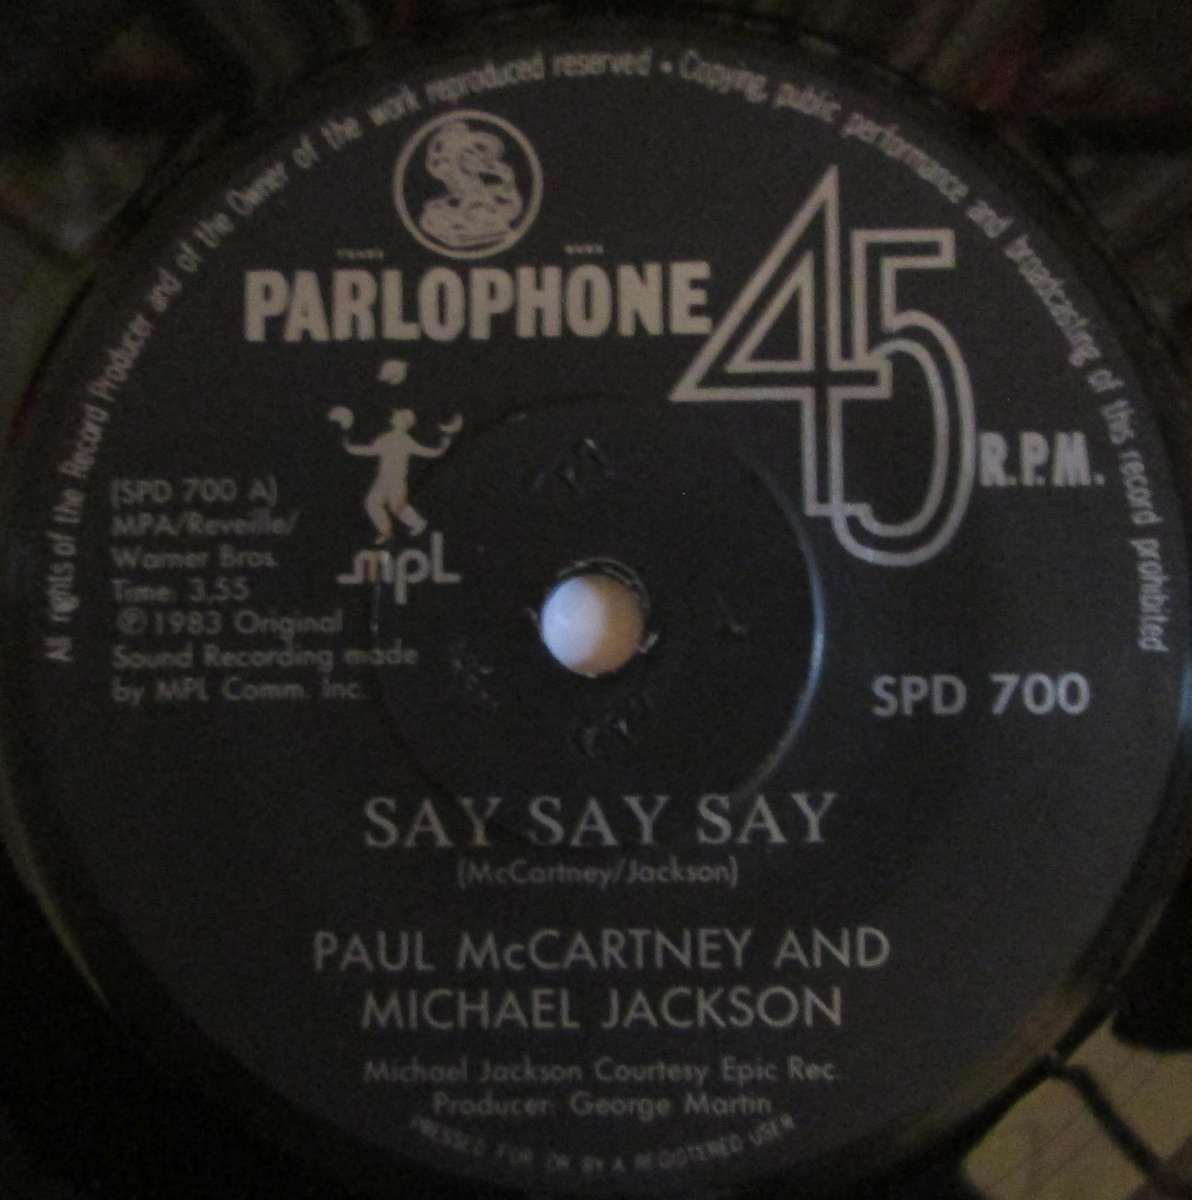 All rights of the Record Producer and of the Owner of the work reproduced reserved • Copying, public performance and broadcasting of this record prohibited
PARLOPHONE
45
R.P.M.
mpL
(SPD 700 A)
MPA/Reveille/
Warner Bros.
Time: 3.55
℗ 1983 Original
Sound Recording made
by MPL Comm. Inc.
SPD 700
SAY SAY SAY
(McCartney/Jackson)
PAUL McCARTNEY AND
MICHAEL JACKSON
Michael Jackson Courtesy Epic Rec.
Producer: George Martin
PRESSED FOR OR BY A REGISTERED USER